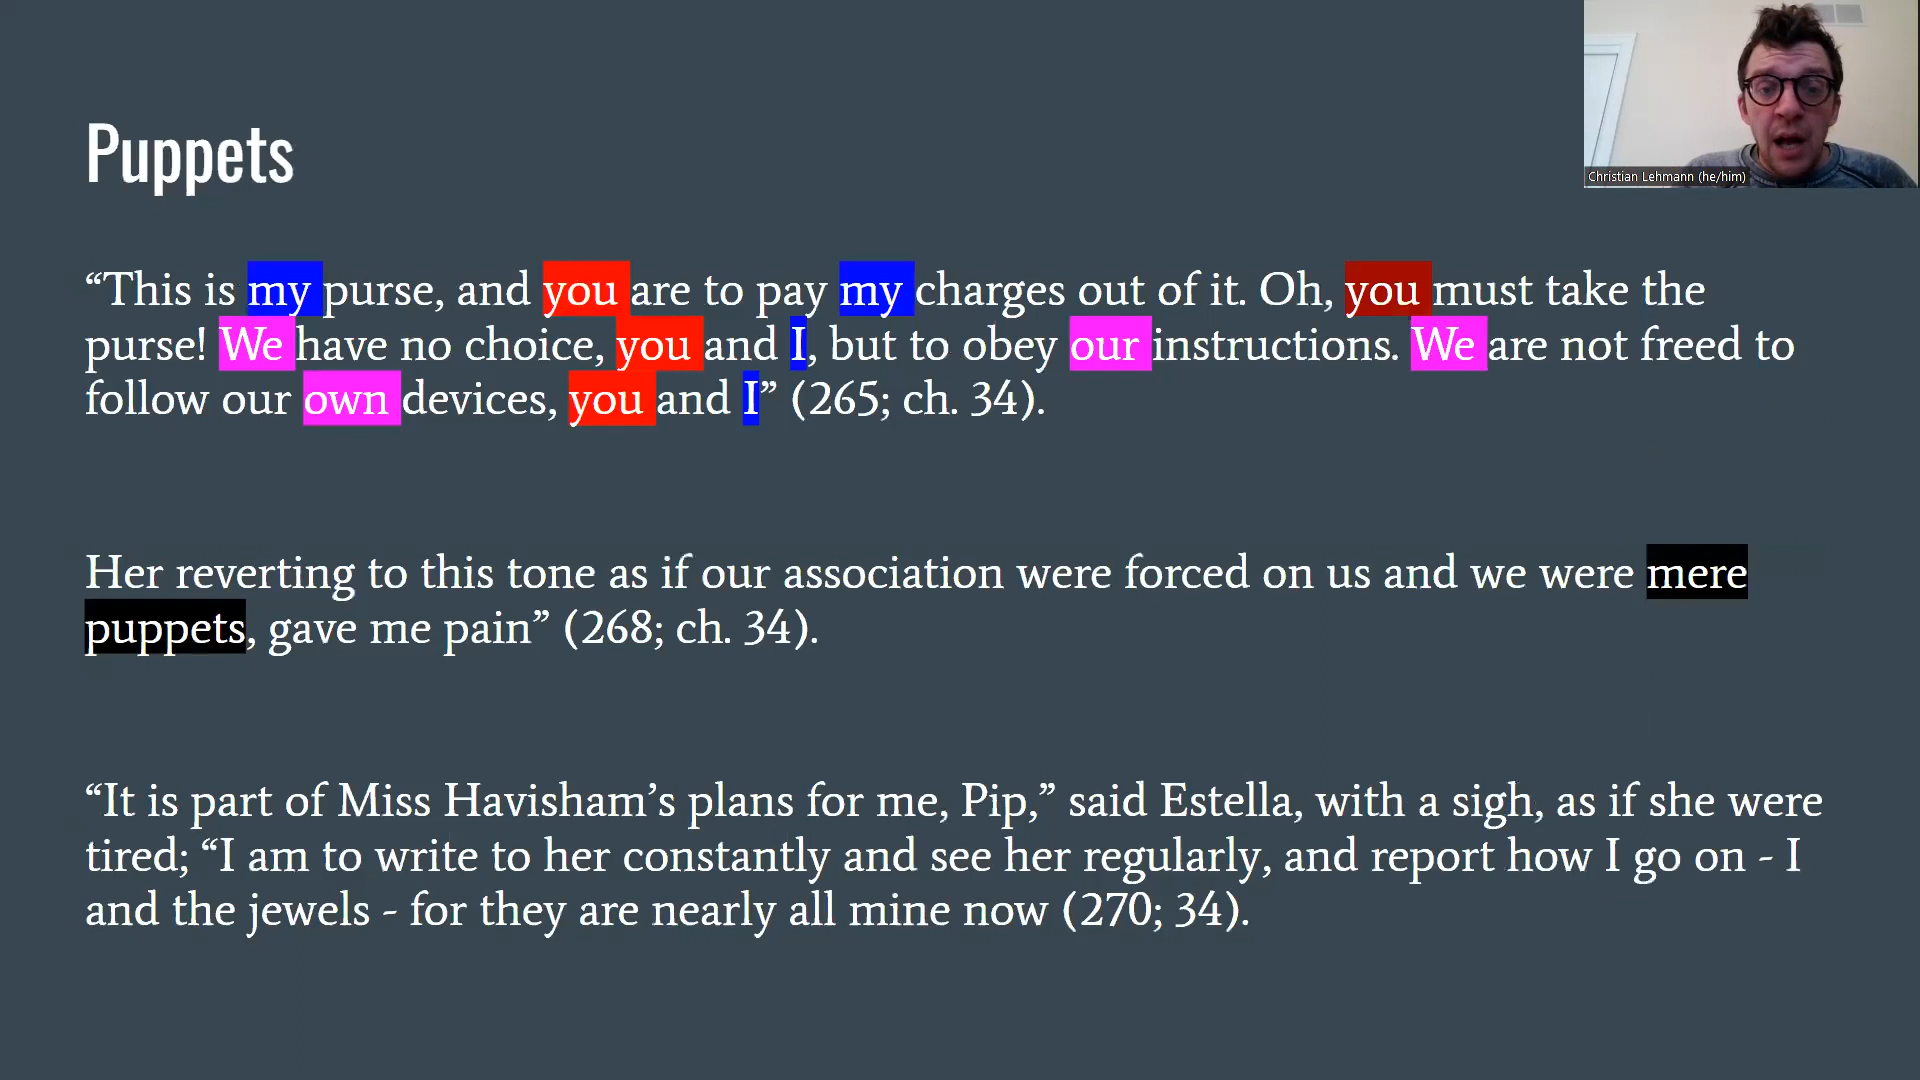 Christian Lehmann (he/him)
Puppets
“This is my purse, and you are to pay my charges out of it. Oh, you must take the
purse! We have no choice, you and I, but to obey our instructions. We are not freed to
follow our own devices, you and I” (265; ch. 34).
Her reverting to this tone as if our association were forced on us and we were mere
puppets, gave me pain” (268; ch. 34).
“It is part of Miss Havisham’s plans for me, Pip,” said Estella, with a sigh, as if she were
tired; “I am to write to her constantly and see her regularly, and report how I go on - I
and the jewels - for they are nearly all mine now (270; 34).